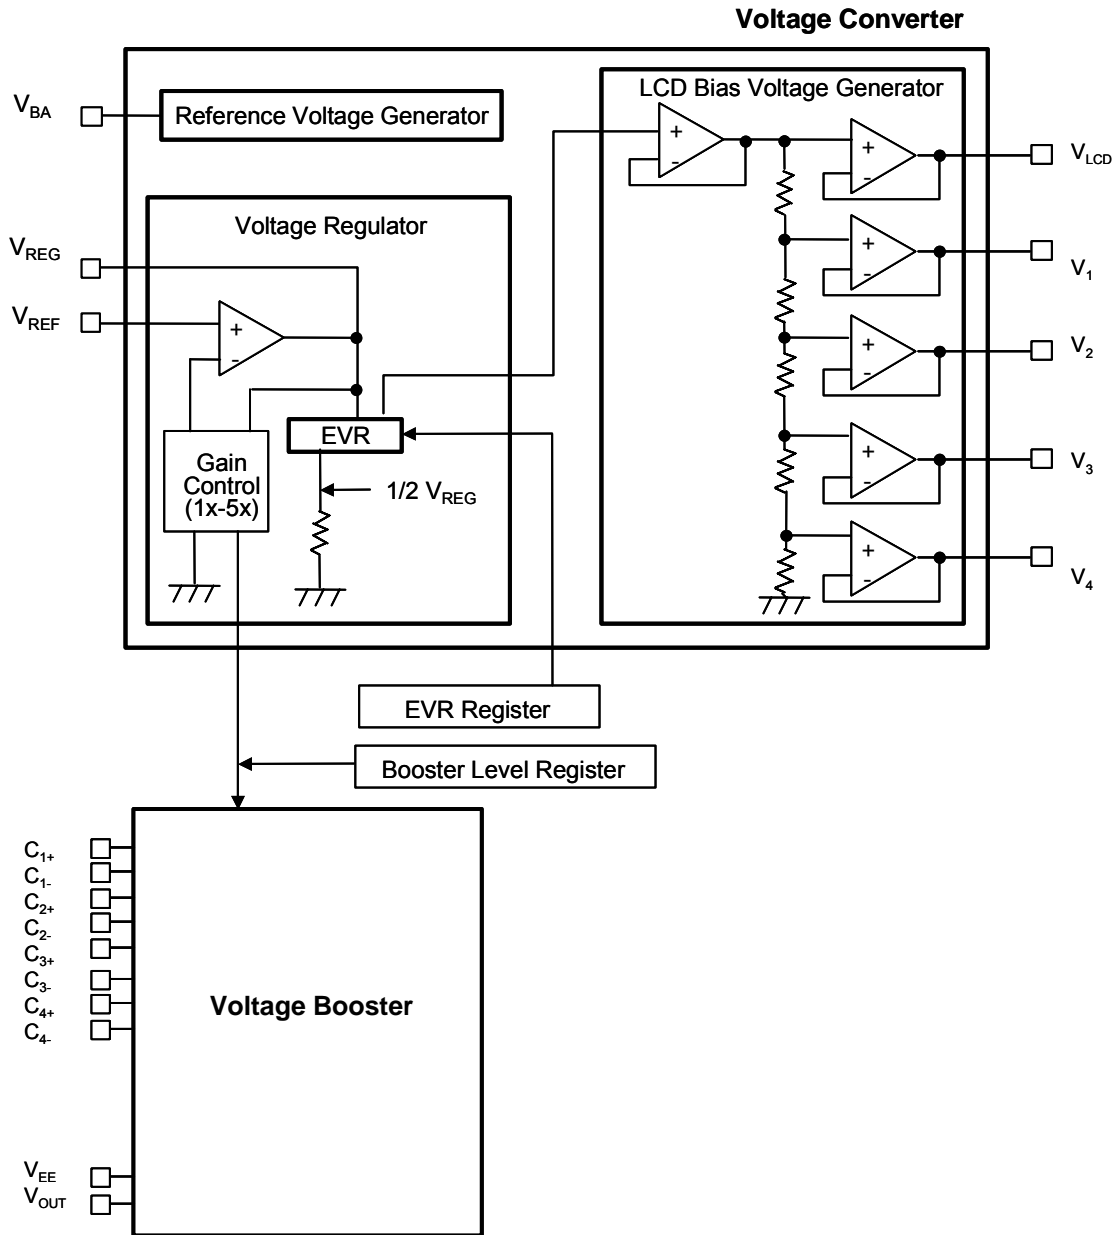 Voltage Converter
LCD Bias Voltage Generator
V_BA
Reference Voltage Generator
+
-
+
-
V_LCD
Voltage Regulator
V_REG
+
-
V_1
V_REF
+
-
+
-
V_2
EVR
Gain
Control
(1x-5x)
1/2 V_REG
+
-
V_3
+
-
V_4
EVR Register
Booster Level Register
C_1+
C_1-
C_2+
C_2-
C_3+
C_3-
C_4+
C_4-
Voltage Booster
V_EE
V_OUT